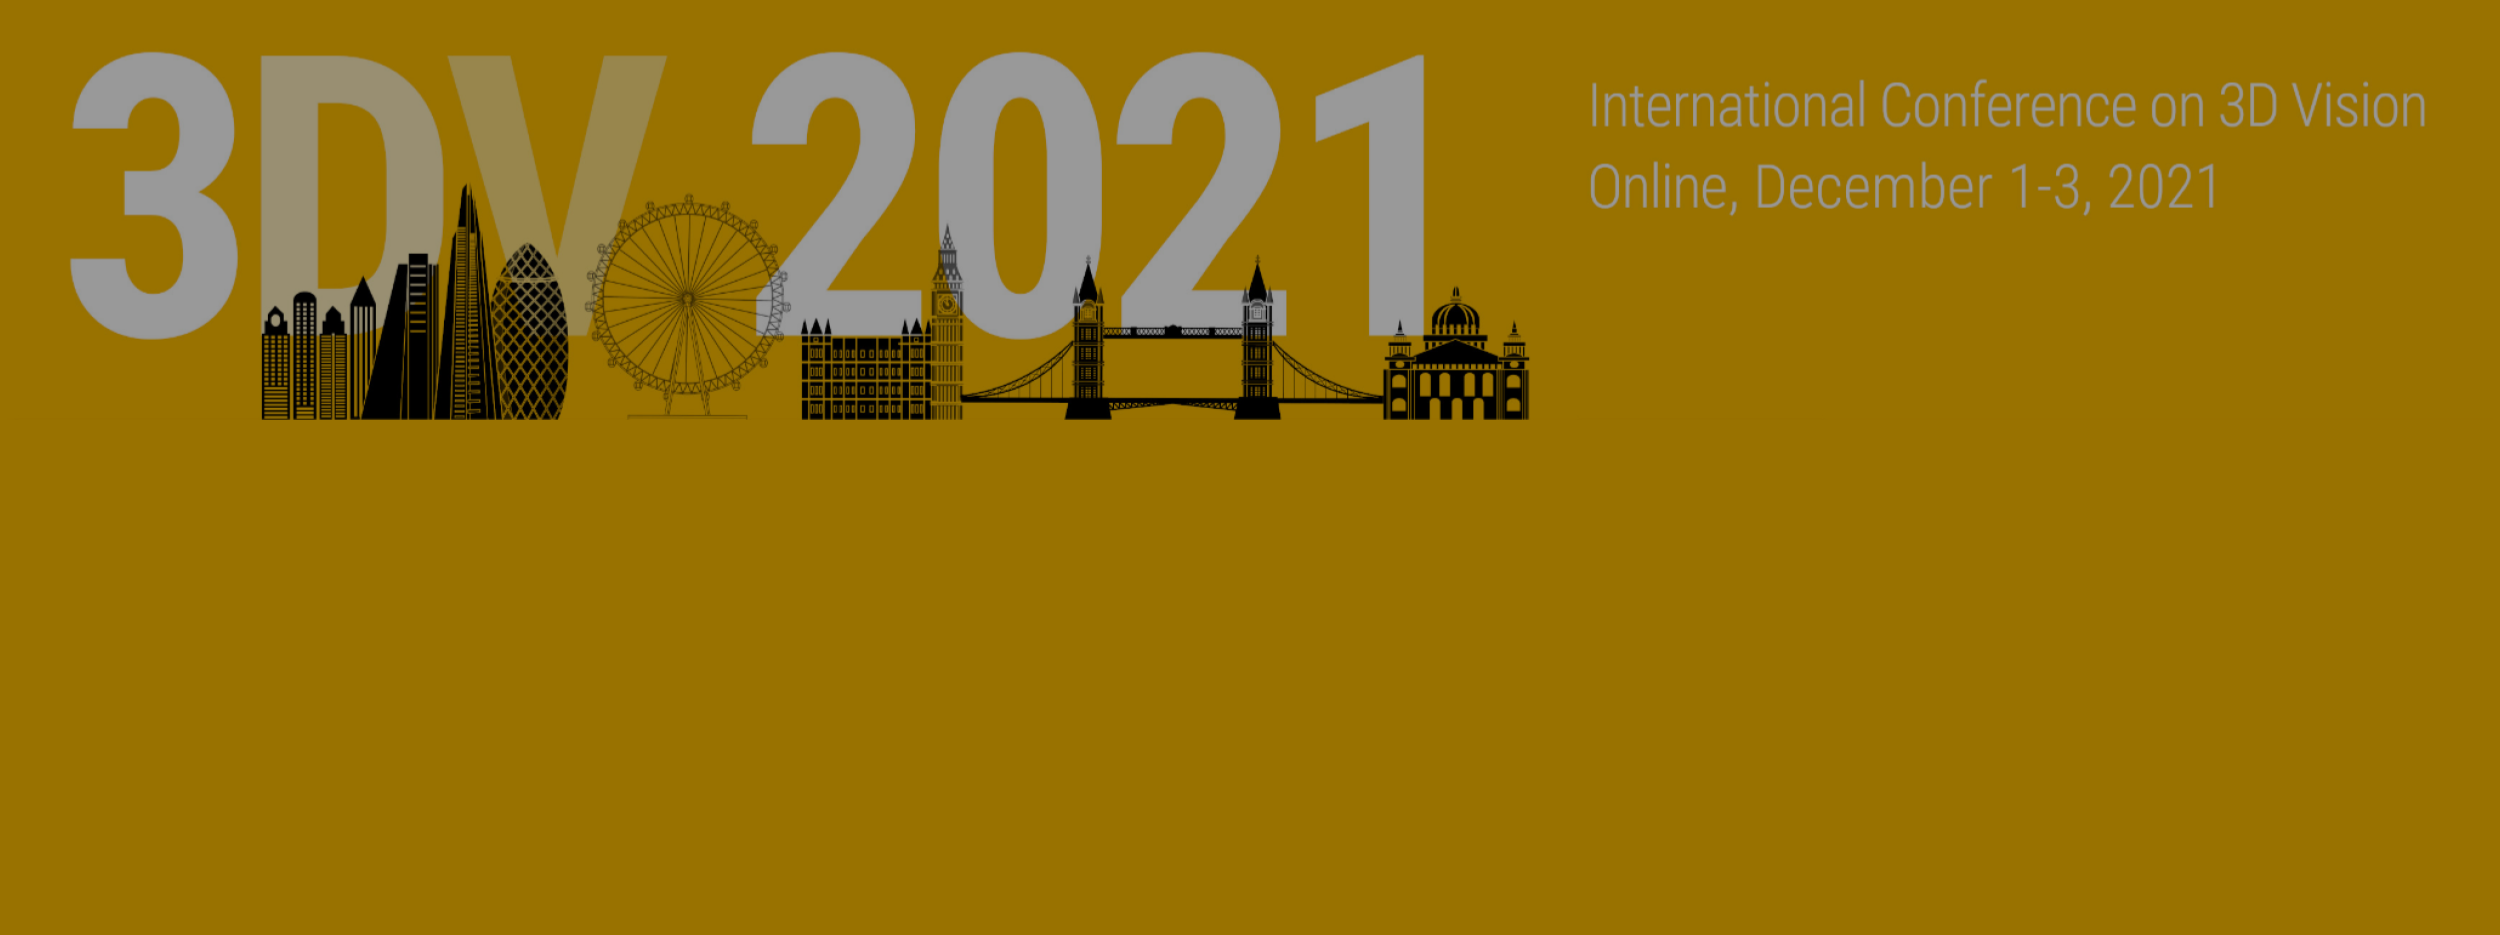 3DV 2021
International Conference on 3D Vision
Online, December 1-3, 2021